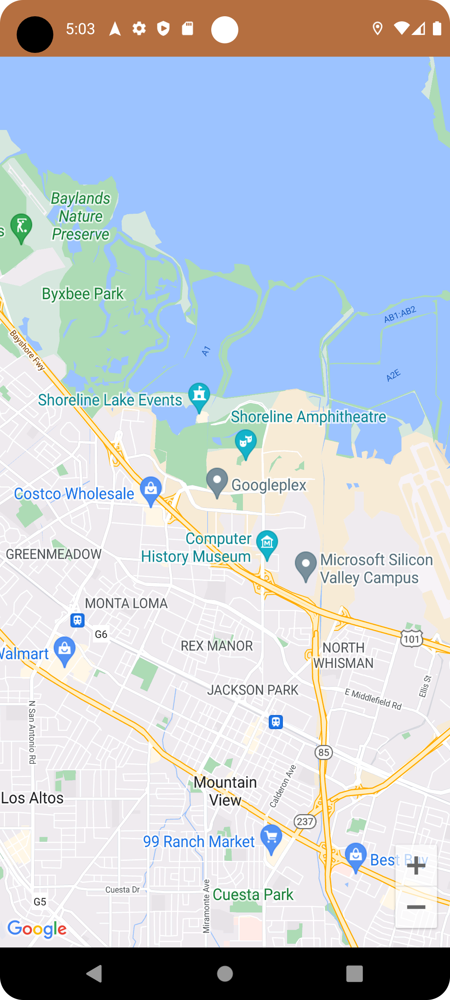 5:03
Baylands
Nature
Preserve
s
Byxbee Park
AB1:AB2
Bayshore Fwy
A1
A2E
Shoreline Lake Events
Shoreline Amphitheatre
Googleplex
Costco Wholesale
Computer
History Museum
GREENMEADOW
Microsoft Silicon
Valley Campus
MONTA LOMA
G6
101
REX MANOR
NORTH
WHISMAN
Walmart
Ellis St
JACKSON PARK
E Middlefield Rd
N San Antonio Rd
85
Mountain
View
Calderon Ave
Los Altos
237
99 Ranch Market
Best Buy
Cuesta Dr
Cuesta Park
G5
Miramonte Ave
Google